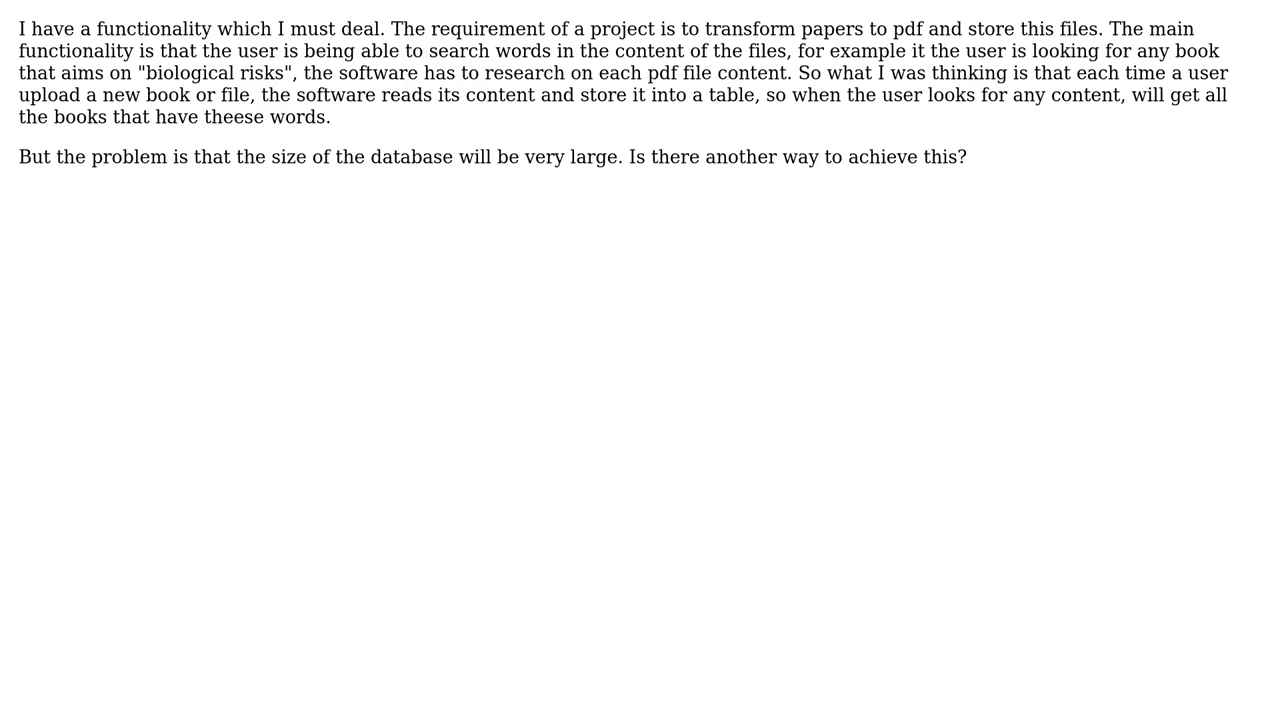 I have a functionality which I must deal. The requirement of a project is to transform papers to pdf and store this files. The main
functionality is that the user is being able to search words in the content of the files, for example it the user is looking for any book
that aims on "biological risks", the software has to research on each pdf file content. So what I was thinking is that each time a user
upload a new book or file, the software reads its content and store it into a table, so when the user looks for any content, will get all
the books that have theese words.
But the problem is that the size of the database will be very large. Is there another way to achieve this?